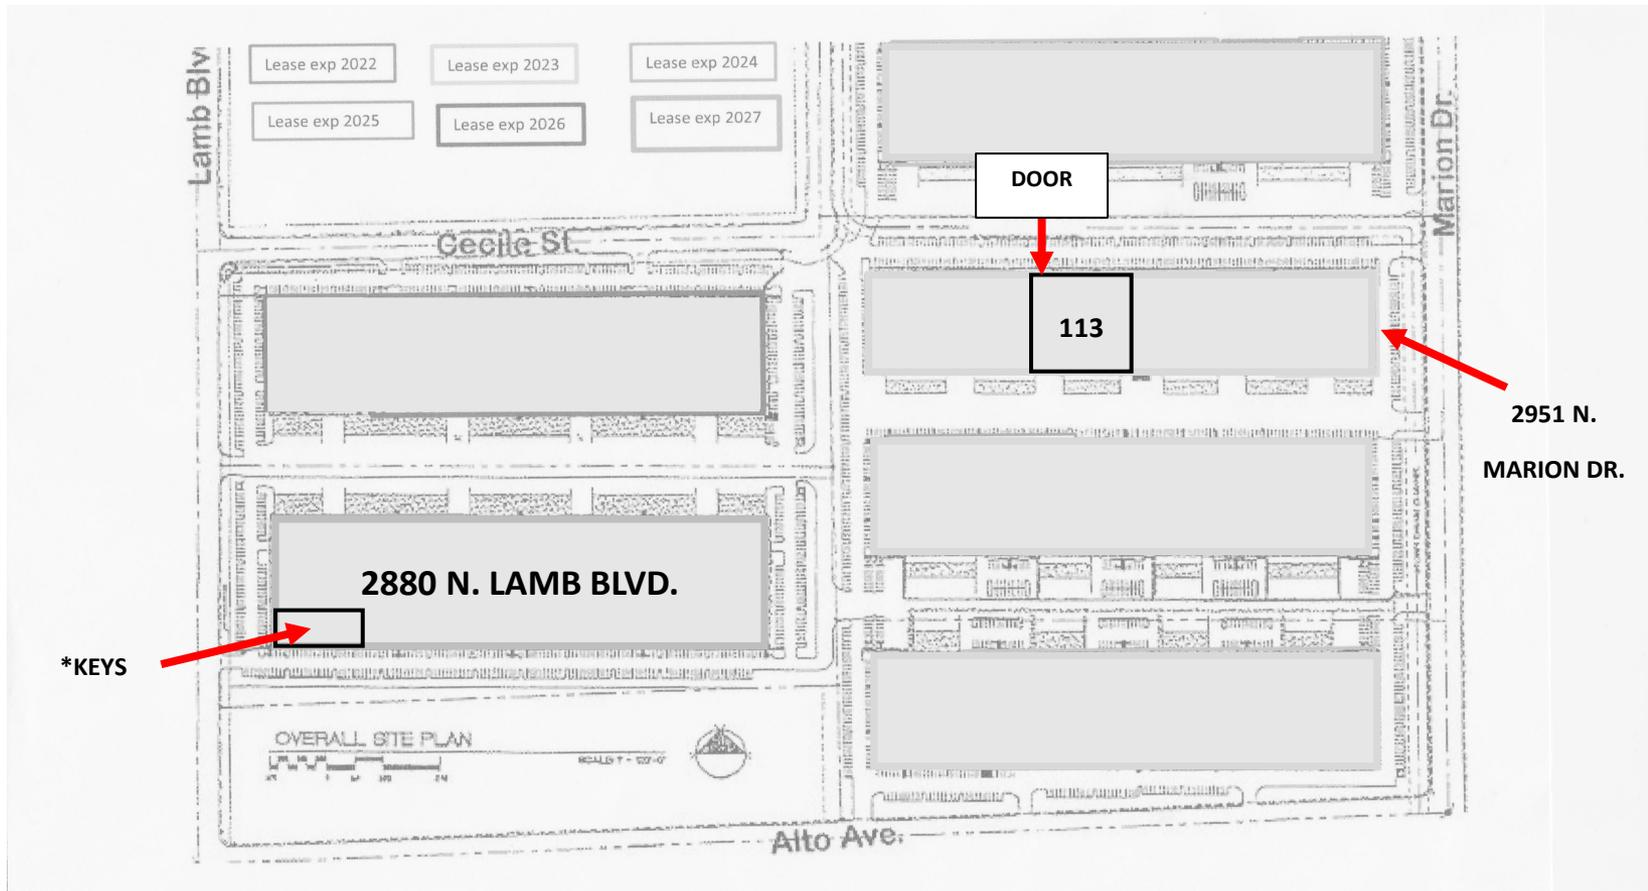 Lamb Blv
Lease exp 2022
Lease exp 2023
Lease exp 2024
Lease exp 2025
Lease exp 2026
Lease exp 2027
Marion Dr.
DOOR
Cecile St.
113
2951 N.
MARION DR.
2880 N. LAMB BLVD.
*KEYS
OVERALL SITE PLAN
Alto Ave.